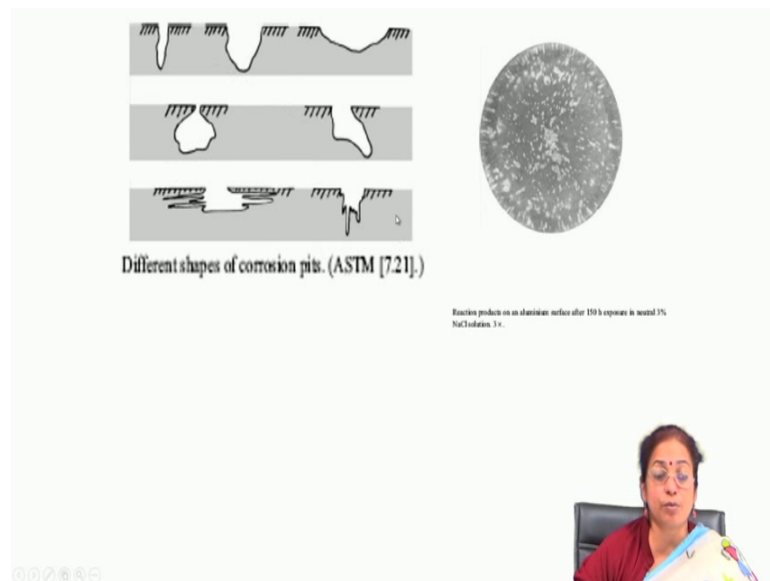 Different shapes of corrosion pits. (ASTM [7.21].)
Reaction products on an aluminium surface after 150 h exposure in neutral 3%
NaCl solution. 3×.